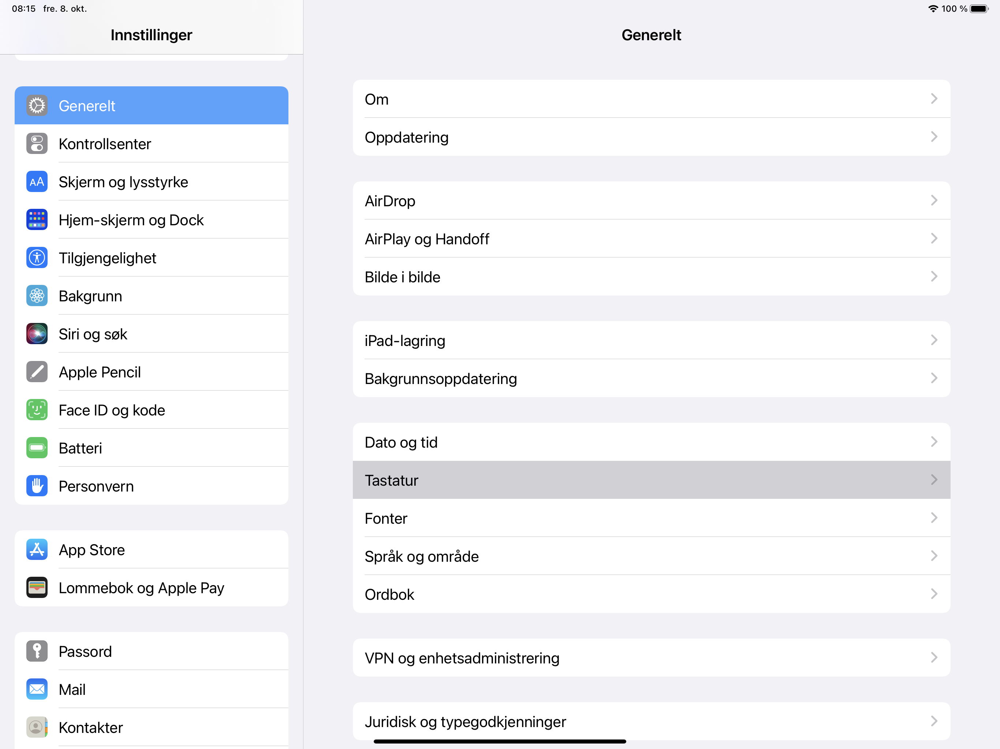 08:15 fre. 8. okt.
100 %
Innstillinger
Generelt
Kontrollsenter
Skjerm og lysstyrke
Hjem-skjerm og Dock
Tilgjengelighet
Bakgrunn
Siri og søk
Apple Pencil
Face ID og kode
Batteri
Personvern
App Store
Lommebok og Apple Pay
Passord
Mail
Kontakter
Generelt
Om
Oppdatering
AirDrop
AirPlay og Handoff
Bilde i bilde
iPad-lagring
Bakgrunnsoppdatering
Dato og tid
Tastatur
Fonter
Språk og område
Ordbok
VPN og enhetsadministrering
Juridisk og typegodkjenninger